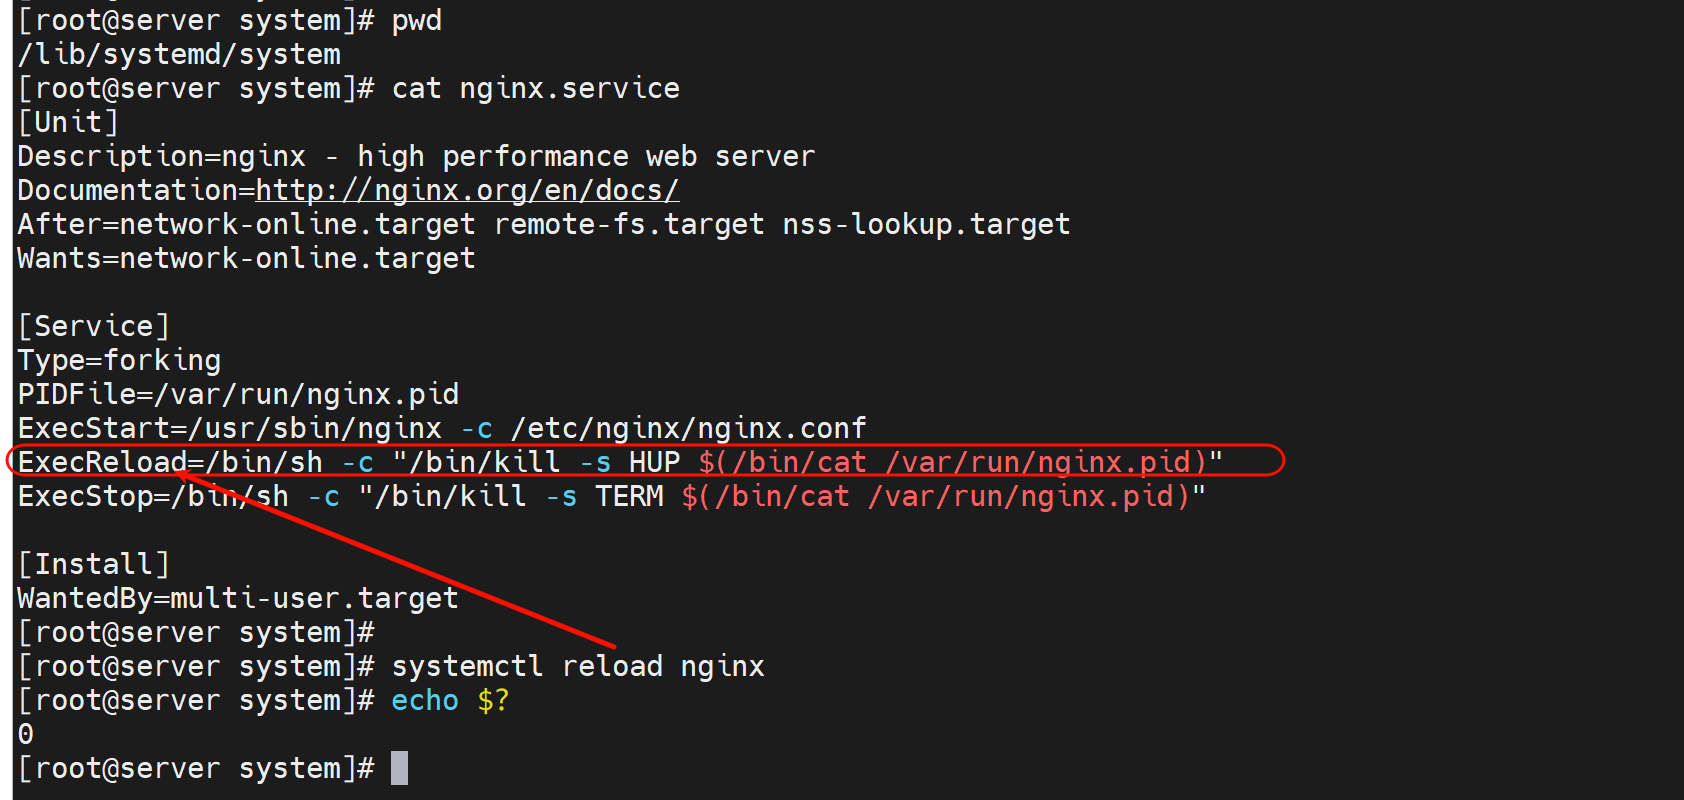 [root@server system]# pwd
/lib/systemd/system
[root@server system]# cat nginx.service
[Unit]
Description=nginx - high performance web server
Documentation=http://nginx.org/en/docs/
After=network-online.target remote-fs.target nss-lookup.target
Wants=network-online.target

[Service]
Type=forking
PIDFile=/var/run/nginx.pid
ExecStart=/usr/sbin/nginx -c /etc/nginx/nginx.conf
ExecReload=/bin/sh -c "/bin/kill -s HUP $(/bin/cat /var/run/nginx.pid)"
ExecStop=/bin/sh -c "/bin/kill -s TERM $(/bin/cat /var/run/nginx.pid)"

[Install]
WantedBy=multi-user.target
[root@server system]#
[root@server system]# systemctl reload nginx
[root@server system]# echo $?
0
[root@server system]#